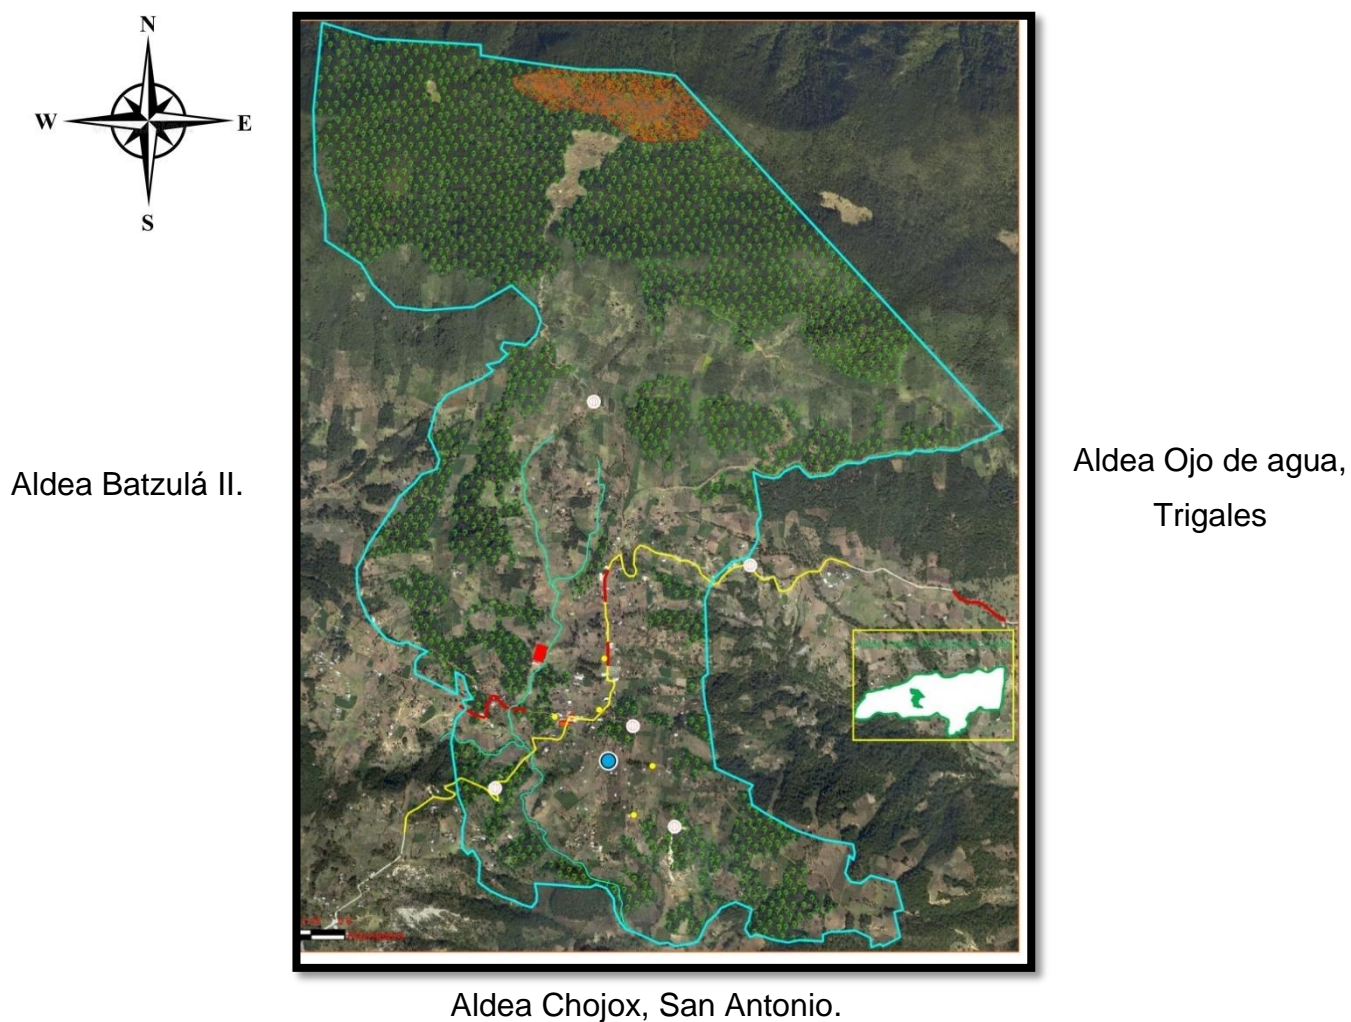 N
W E
S
Aldea Batzulá II.
Aldea Ojo de agua,
Trigales
Aldea Chojox, San Antonio.